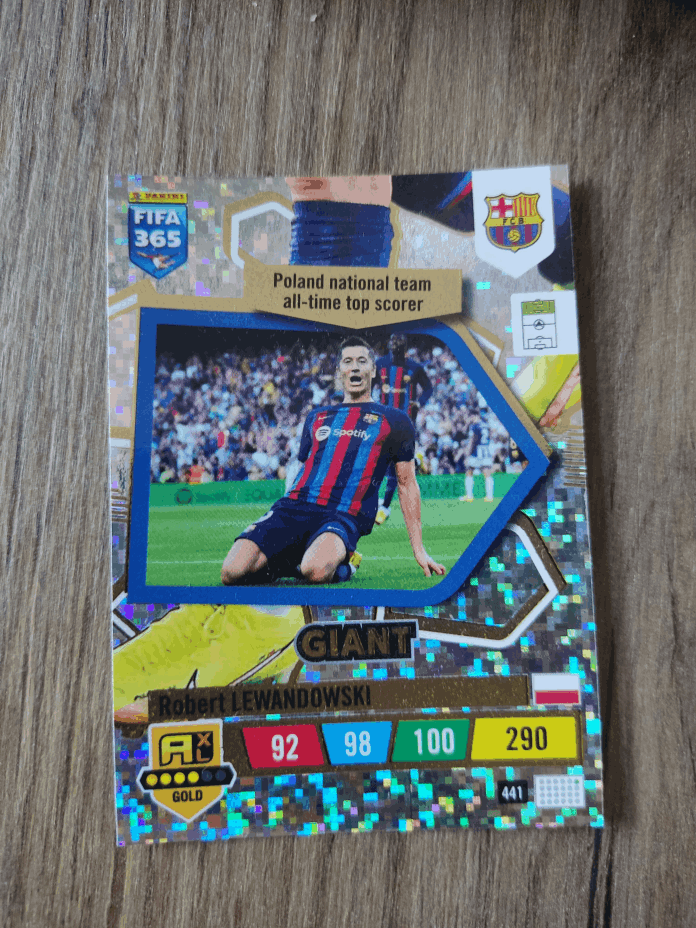 PANINI
FIFA
365
FCB
Poland national team
all-time top scorer
Spotify
GIANT
Robert LEWANDOWSKI
AXL
GOLD
92
98
100
290
441